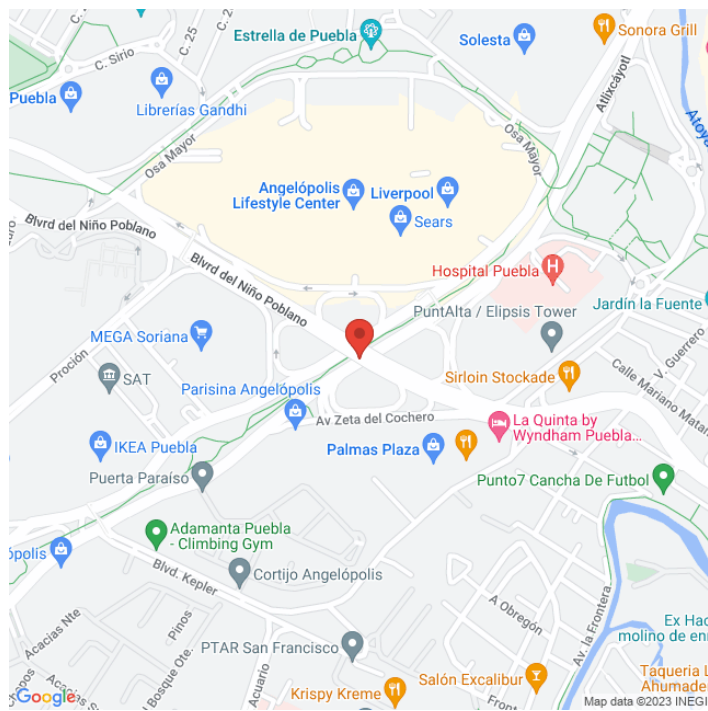 Estrella de Puebla
Solesta
Sonora Grill
C. 25
C. Sirio
Puebla
Librerías Gandhi
Atlixcáyotl
Atoya
Osa Mayor
Osa Mayor
Angelópolis
Lifestyle Center
Liverpool
Sears
Blvrd del Niño Poblano
Blvrd del Niño Poblano
Hospital Puebla
H
PuntAlta / Elipsis Tower
Jardín la Fuente
MEGA Soriana
V. Guerrero
Proción
SAT
Parisina Angelópolis
Sirloin Stockade
Calle Mariano Matam
Av Zeta del Cochero
La Quinta by
Wyndham Puebla...
IKEA Puebla
Palmas Plaza
Puerta Paraíso
Punto7 Cancha De Futbol
Adamanta Puebla
- Climbing Gym
ópolis
Blvd. Kepler
Cortijo Angelópolis
Acacias Nte
Pinos
A Obregón
Av. la Frontera
Ex Hac
molino de en
PTAR San Francisco
Bosque Ote.
Acuario
Acacias S
Salón Excalibur
Taqueria L
Ahumader
Krispy Kreme
Front
Google
Map data ©2023 INEGI